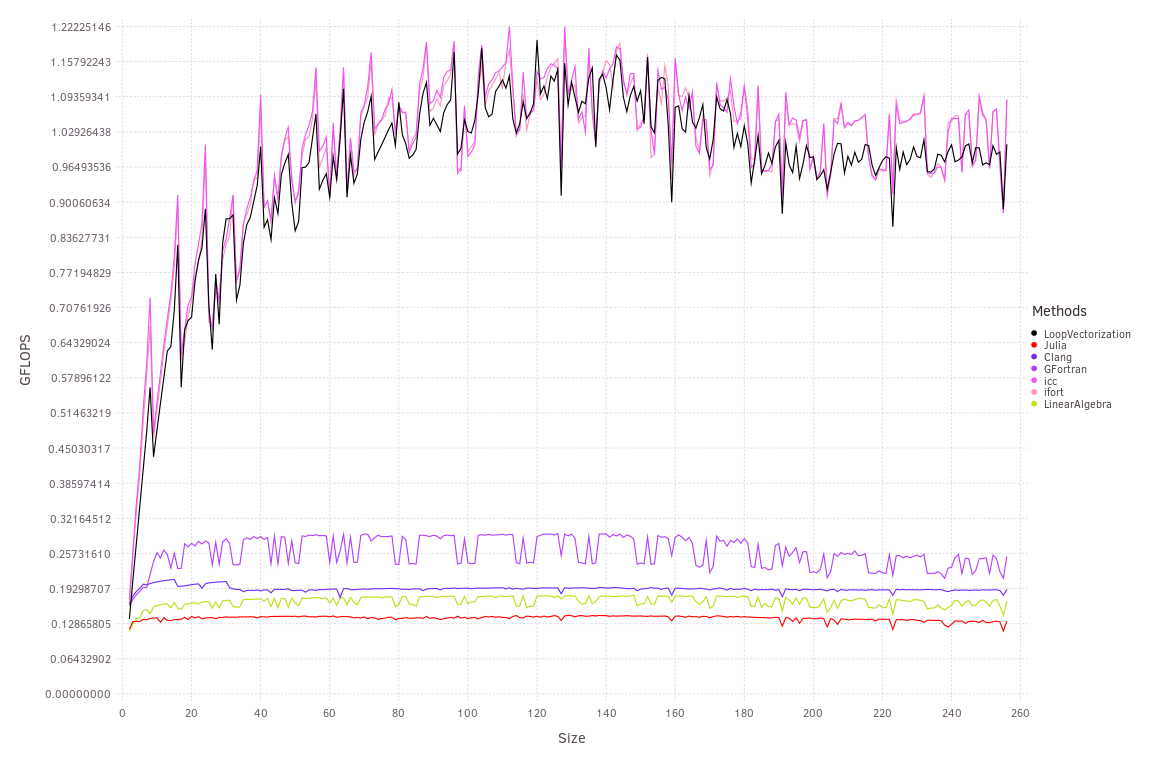 1.22225146
1.15792243
1.09359341
1.02926438
0.96493536
0.90060634
0.83627731
0.77194829
0.70761926
0.64329024
0.57896122
0.51463219
0.45030317
0.38597414
0.32164512
0.25731610
0.19298707
0.12865805
0.06432902
0.00000000
GFLOPS
0 20 40 60 80 100 120 140 160 180 200 220 240 260
Size
Methods
LoopVectorization
Julia
Clang
GFortran
icc
ifort
LinearAlgebra